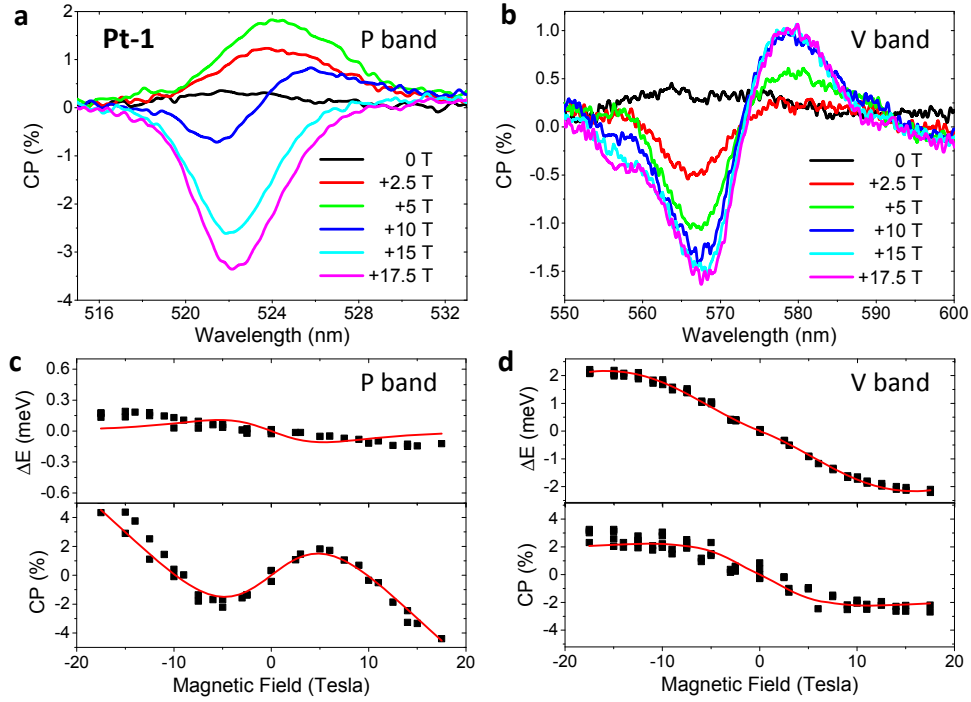 a
Pt-1
P band
CP (%)
2
1
0
-1
-2
-3
-4
0 T
+2.5 T
+5 T
+10 T
+15 T
+17.5 T
516 520 524 528 532
Wavelength (nm)
b
V band
CP (%)
1.0
0.5
0.0
-0.5
-1.0
-1.5
0 T
+2.5 T
+5 T
+10 T
+15 T
+17.5 T
550 560 570 580 590 600
Wavelength (nm)
c
P band
ΔE (meV)
0.6
0.3
0.0
-0.3
-0.6
CP (%)
4
2
0
-2
-4
-20 -10 0 10 20
Magnetic Field (Tesla)
d
V band
ΔE (meV)
2
1
0
-1
-2
CP (%)
4
2
0
-2
-4
-20 -10 0 10 20
Magnetic Field (Tesla)